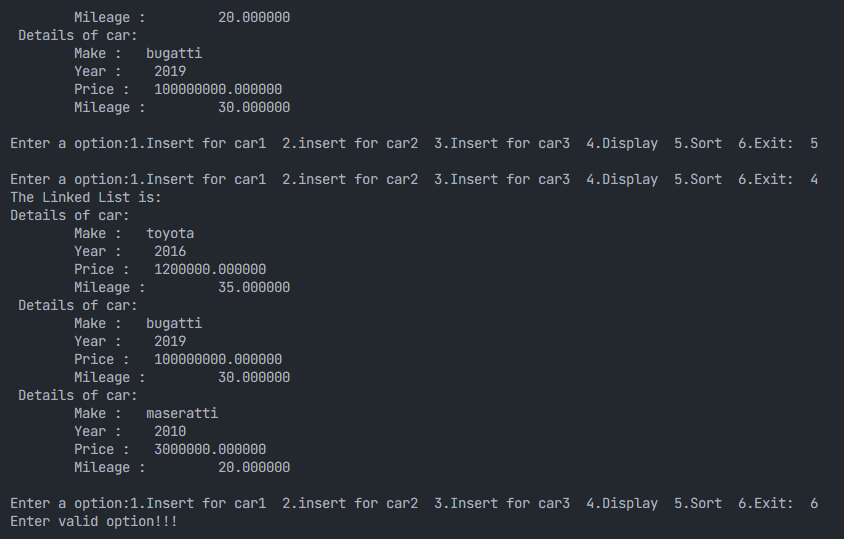 Mileage : 20.000000
Details of car:
Make : bugatti
Year : 2019
Price : 100000000.000000
Mileage : 30.000000
Enter a option:1.Insert for car1 2.insert for car2 3.Insert for car3 4.Display 5.Sort 6.Exit: 5
Enter a option:1.Insert for car1 2.insert for car2 3.Insert for car3 4.Display 5.Sort 6.Exit: 4
The Linked List is:
Details of car:
Make : toyota
Year : 2016
Price : 1200000.000000
Mileage : 35.000000
Details of car:
Make : bugatti
Year : 2019
Price : 100000000.000000
Mileage : 30.000000
Details of car:
Make : maseratti
Year : 2010
Price : 3000000.000000
Mileage : 20.000000
Enter a option:1.Insert for car1 2.insert for car2 3.Insert for car3 4.Display 5.Sort 6.Exit: 6
Enter valid option!!!